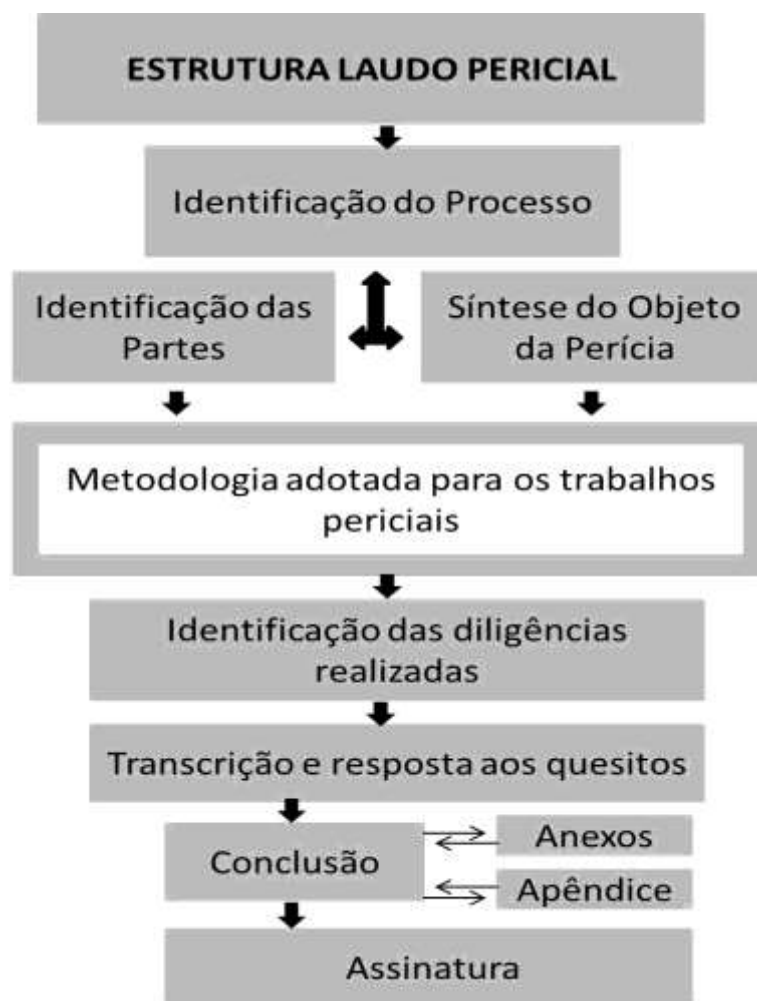 ESTRUTURA LAUDO PERICIAL
Identificação do Processo
Identificação das
Partes
Síntese do Objeto
da Perícia
Metodologia adotada para os trabalhos
periciais
Identificação das diligências
realizadas
Transcrição e resposta aos quesitos
Conclusão
Anexos
Apêndice
Assinatura